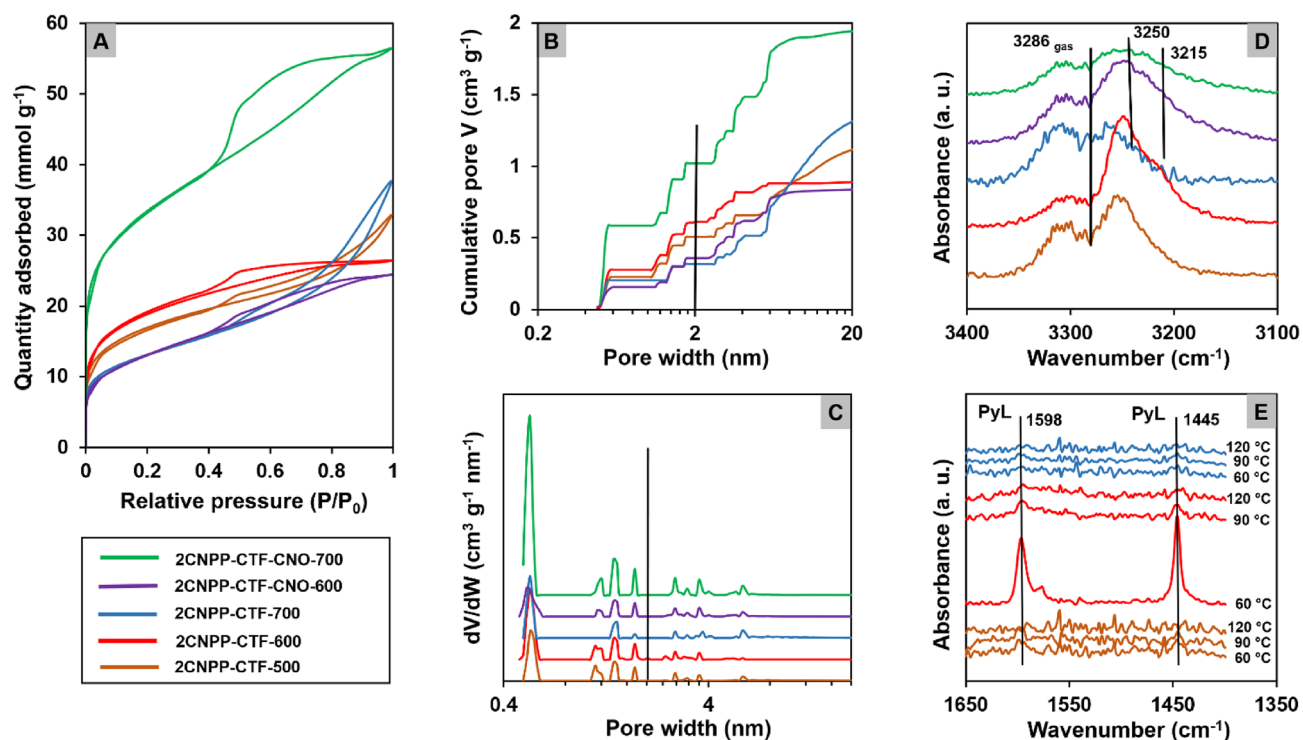 A
Quantity adsorbed (mmol g⁻¹)
60
50
40
30
20
10
0
0
0.2
0.4
0.6
0.8
1
Relative pressure (P/P₀)
2CNPP-CTF-CNO-700
2CNPP-CTF-CNO-600
2CNPP-CTF-700
2CNPP-CTF-600
2CNPP-CTF-500
B
Cumulative pore V (cm³ g⁻¹)
2
1.5
1
0.5
0
0.2
2
20
Pore width (nm)
C
dV/dW (cm³ g⁻¹ nm⁻¹)
0.4
4
Pore width (nm)
D
3286 gas
3250
3215
Absorbance (a. u.)
3400
3300
3200
3100
Wavenumber (cm⁻¹)
E
PyL
1598
PyL
1445
120 °C
90 °C
60 °C
120 °C
90 °C
60 °C
120 °C
90 °C
60 °C
Absorbance (a. u.)
1650
1550
1450
1350
Wavenumber (cm⁻¹)